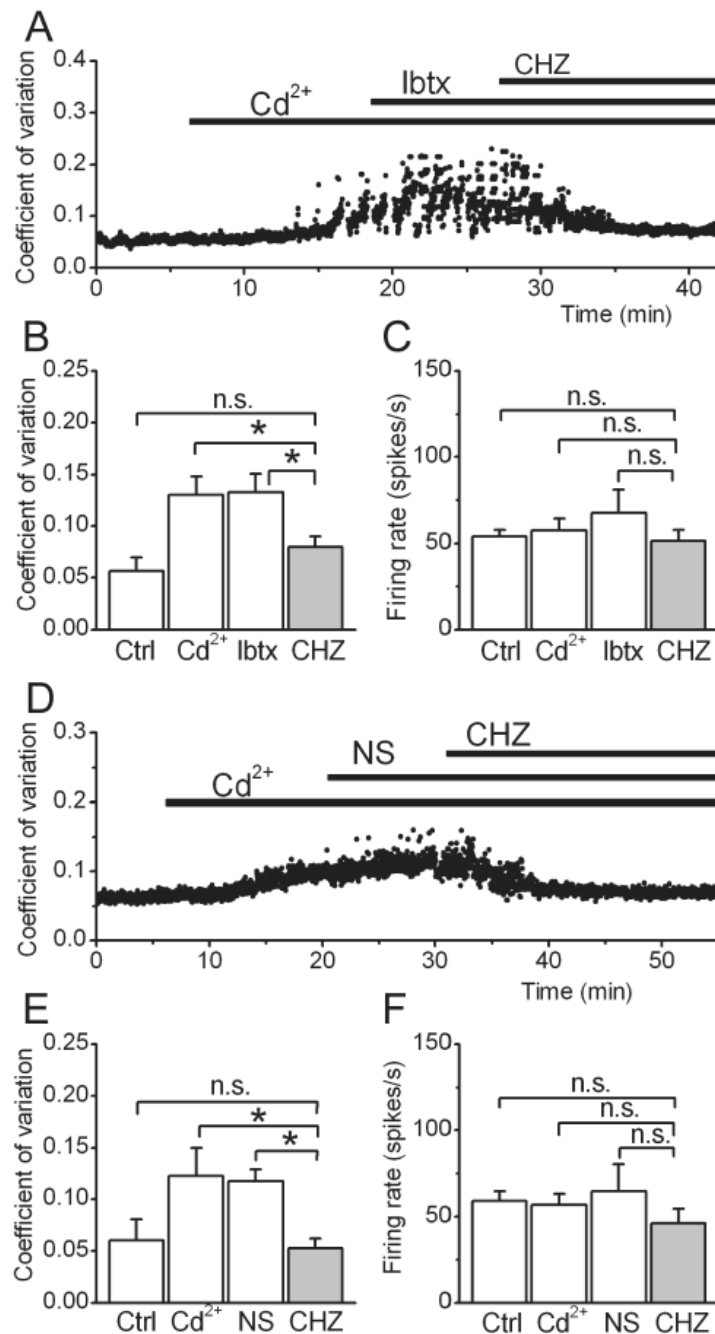 A
Coefficient of variation
0.4
0.3
0.2
0.1
0.0
Cd²⁺
Ibtx
CHZ
0 10 20 30 40
Time (min)
B
Coefficient of variation
0.25
0.20
0.15
0.10
0.05
0.00
n.s.
*
*
Ctrl Cd²⁺ Ibtx CHZ
C
Firing rate (spikes/s)
150
100
50
0
n.s.
n.s.
n.s.
Ctrl Cd²⁺ Ibtx CHZ
D
Coefficient of variation
0.3
0.2
0.1
0.0
Cd²⁺
NS
CHZ
0 10 20 30 40 50
Time (min)
E
Coefficient of variation
0.25
0.20
0.15
0.10
0.05
0.00
n.s.
*
*
Ctrl Cd²⁺ NS CHZ
F
Firing rate (spikes/s)
150
100
50
0
n.s.
n.s.
n.s.
Ctrl Cd²⁺ NS CHZ